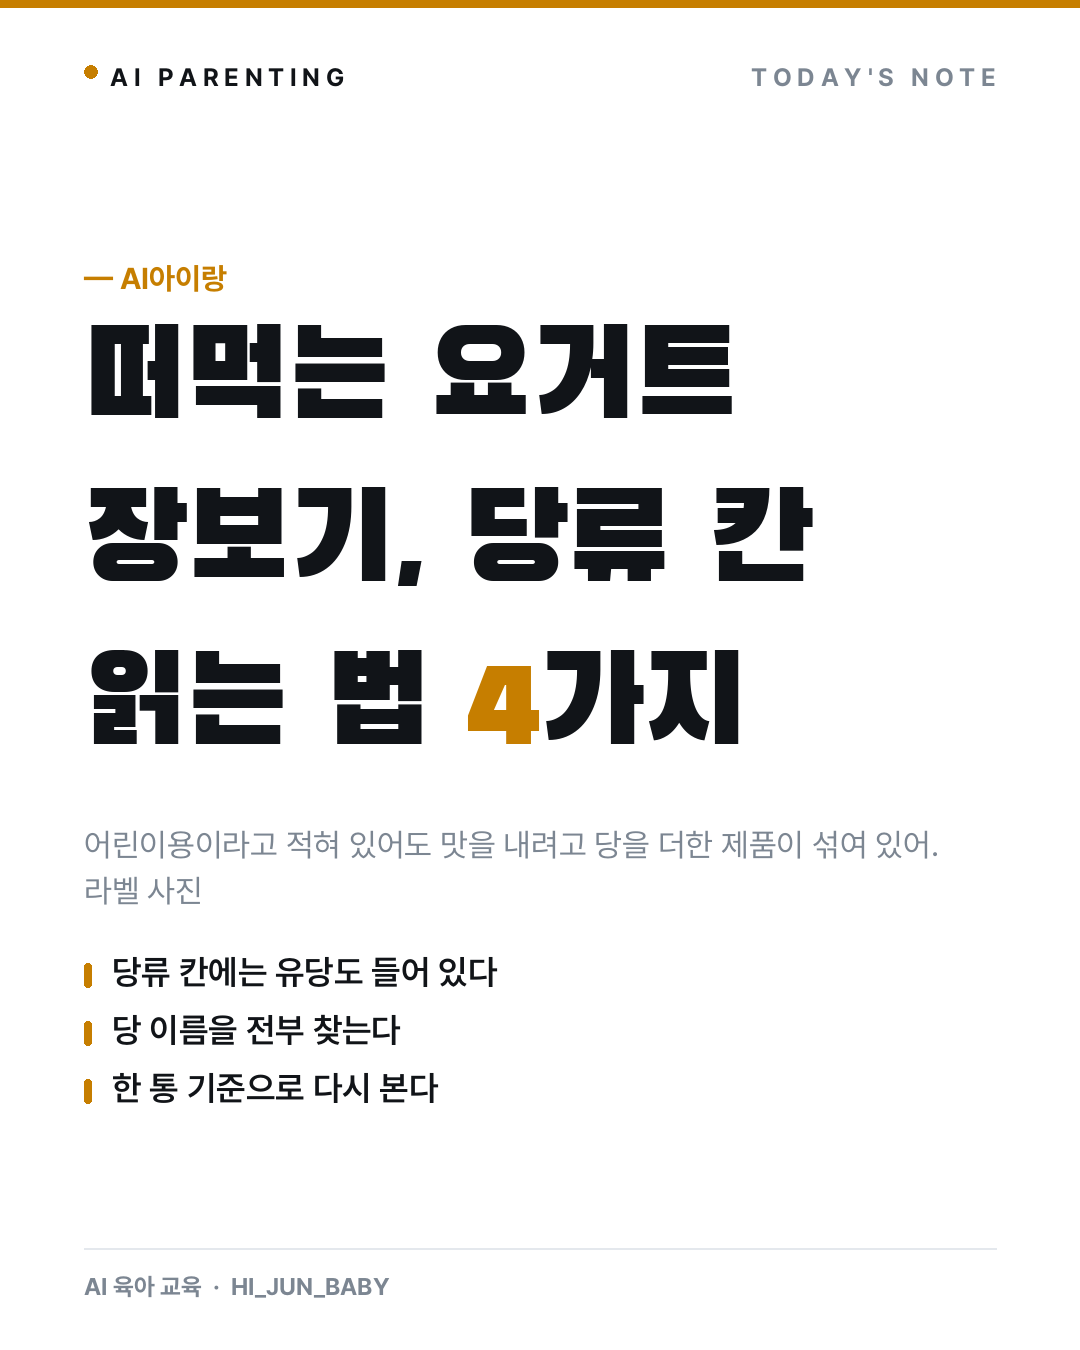 AI PARENTING
TODAY'S NOTE
— AI아이랑
떠먹는 요거트
장보기, 당류 칸
읽는 법 4가지
어린이용이라고 적혀 있어도 맛을 내려고 당을 더한 제품이 섞여 있어.
라벨 사진
당류 칸에는 유당도 들어 있다
당 이름을 전부 찾는다
한 통 기준으로 다시 본다
AI 육아 교육 · HI_JUN_BABY